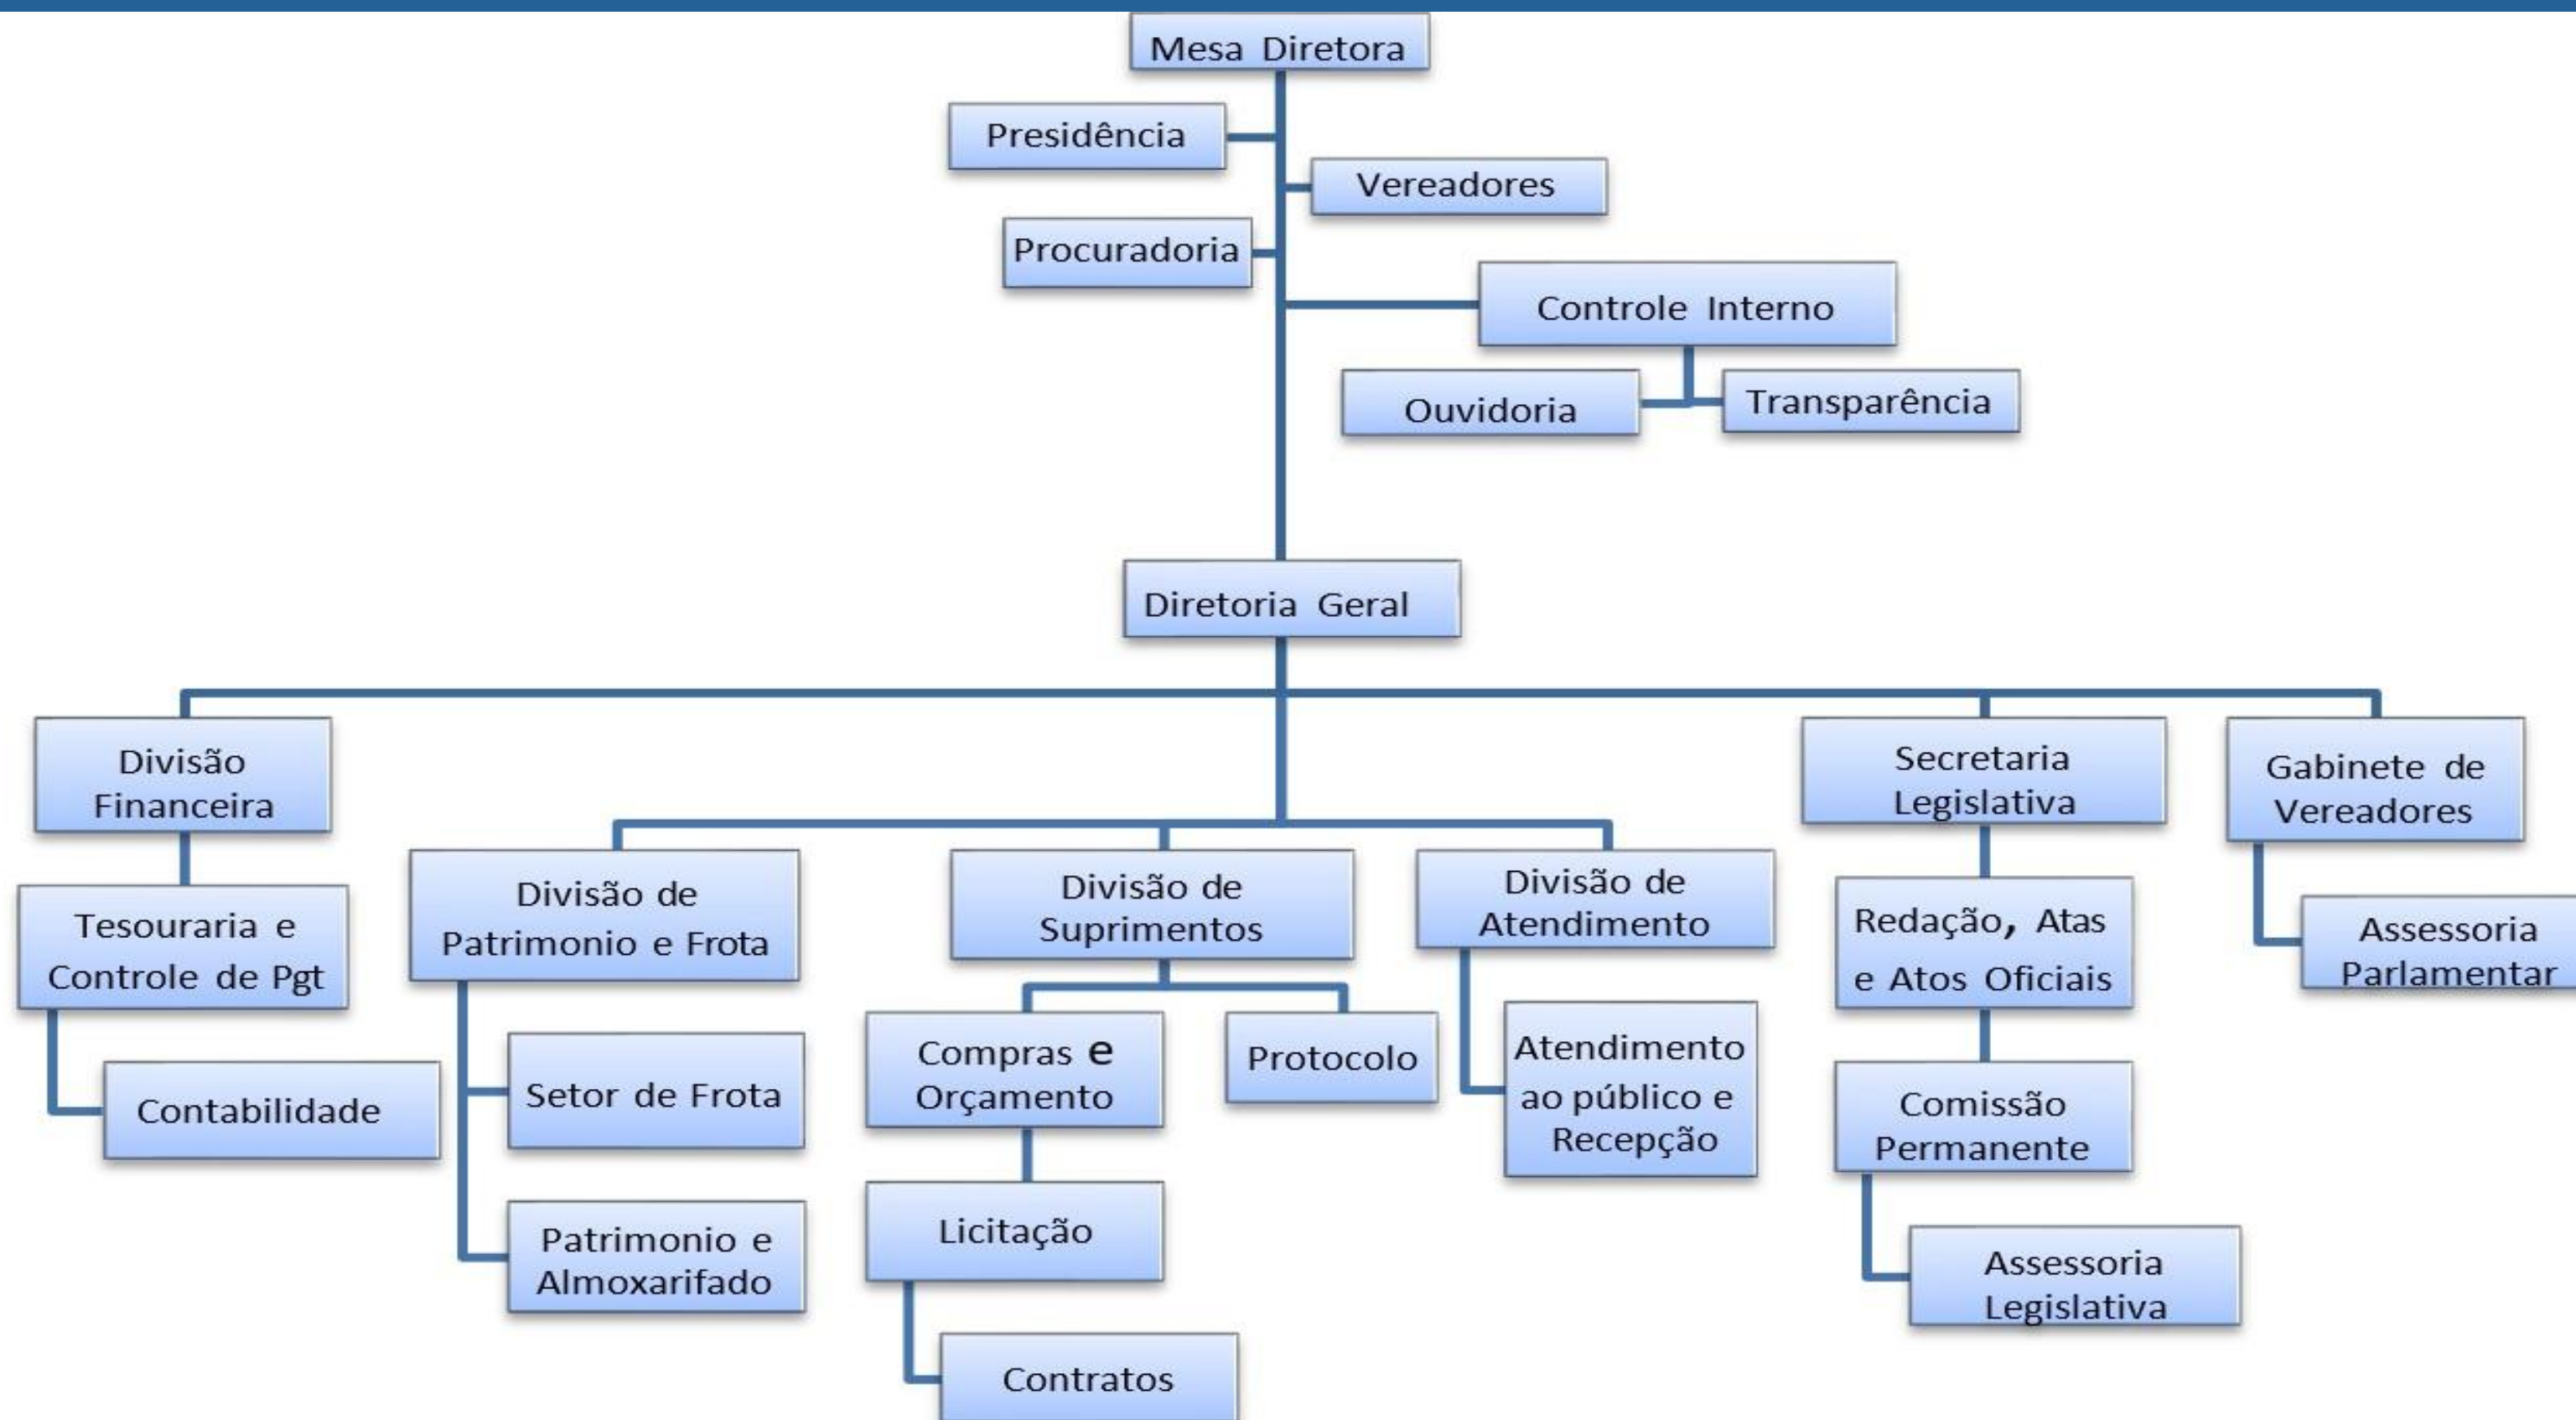 Mesa Diretora
Presidência
Vereadores
Procuradoria
Controle Interno
Ouvidoria
Transparência
Diretoria Geral
Divisão
Financeira
Tesouraria e
Controle de Pgt
Contabilidade
Divisão de
Patrimonio e Frota
Setor de Frota
Patrimonio e
Almoxarifado
Divisão de
Suprimentos
Compras e
Orçamento
Protocolo
Licitação
Contratos
Divisão de
Atendimento
Atendimento
ao público e
Recepção
Secretaria
Legislativa
Redação, Atas
e Atos Oficiais
Comissão
Permanente
Assessoria
Legislativa
Gabinete de
Vereadores
Assessoria
Parlamentar